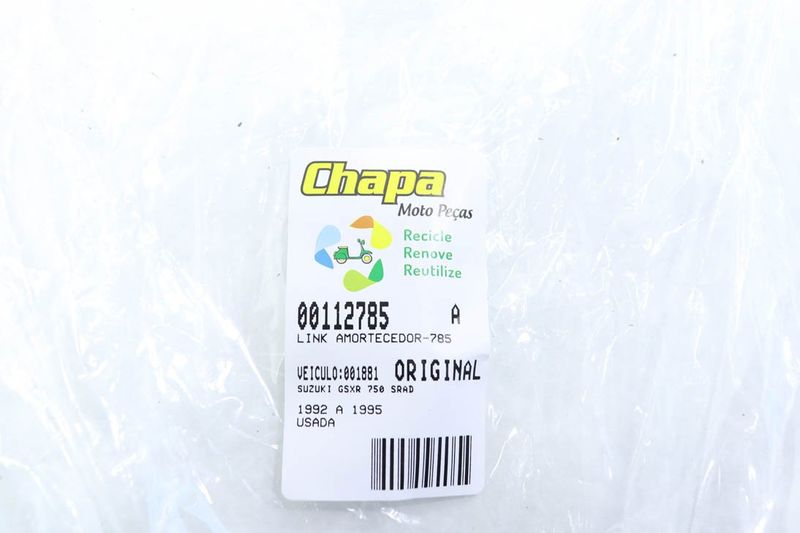 Chapa
Moto Peças
Recicle
Renove
Reutilize
00112785 A
LINK AMORTECEDOR-785
VEICULO:001881 ORIGINAL
SUZUKI GSXR 750 SRAD
1992 A 1995
USADA